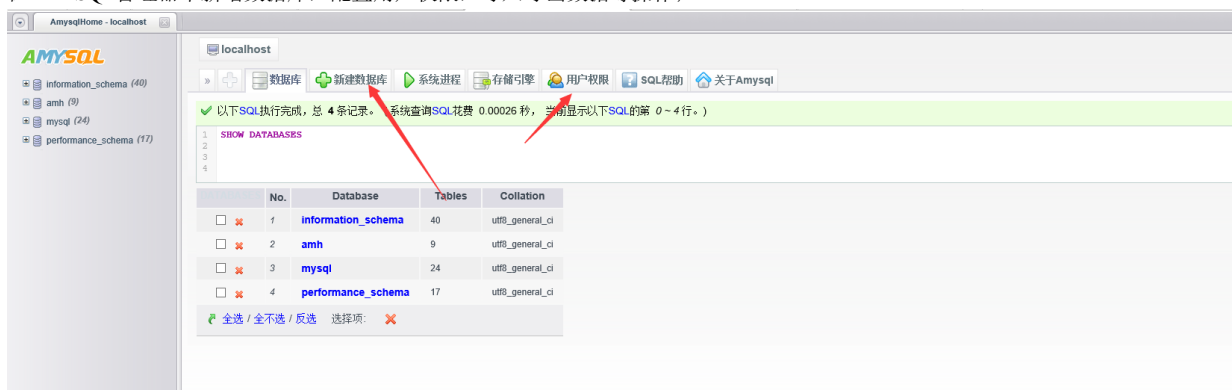 AmysqlHome - localhost
AMYSQL
information_schema (40)
amh (9)
mysql (24)
performance_schema (17)
localhost
» 数据库 新建数据库 系统进程 存储引擎 用户权限 SQL帮助 关于Amysql
以下SQL执行完成，总 4 条记录。 系统查询SQL花费 0.00026 秒， 当前显示以下SQL的第 0 ~ 4 行。)
1 SHOW DATABASES
2
3
4
No. Database Tables Collation
1 information_schema 40 utf8_general_ci
2 amh 9 utf8_general_ci
3 mysql 24 utf8_general_ci
4 performance_schema 17 utf8_general_ci
全选 / 全不选 / 反选 选择项: